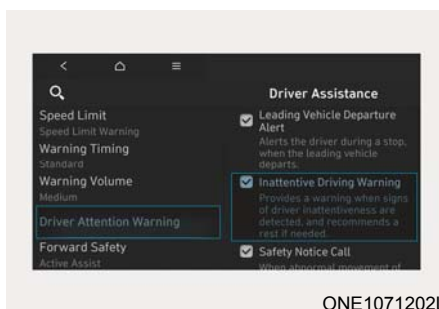 Driver Assistance
Speed Limit
Speed Limit Warning
Warning Timing
Standard
Warning Volume
Medium
Driver Attention Warning
Forward Safety
Active Assist
Leading Vehicle Departure
Alert
Alerts the driver during a stop,
when the leading vehicle
departs.
Inattentive Driving Warning
Provides a warning when signs
of driver inattentiveness are
detected, and recommends a
rest if needed.
Safety Notice Call
When abnormal movement of
ONE1071202L